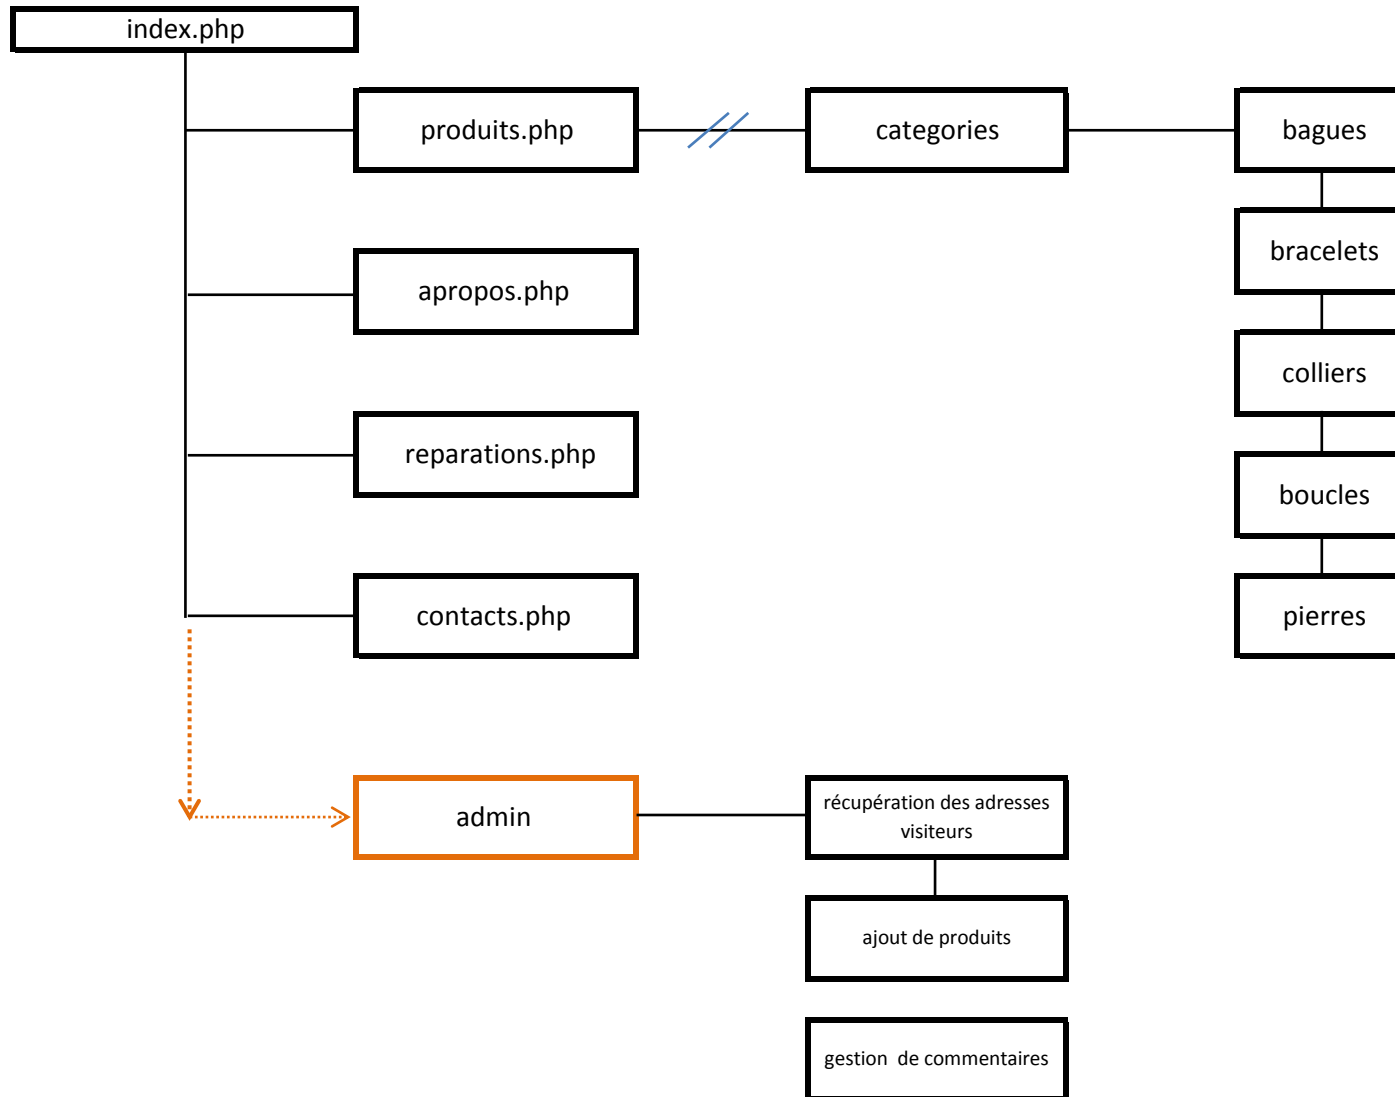 index.php
produits.php
categories
bagues
bracelets
apropos.php
colliers
reparations.php
boucles
contacts.php
pierres
admin
récupération des adresses
visiteurs
ajout de produits
gestion  de commentaires